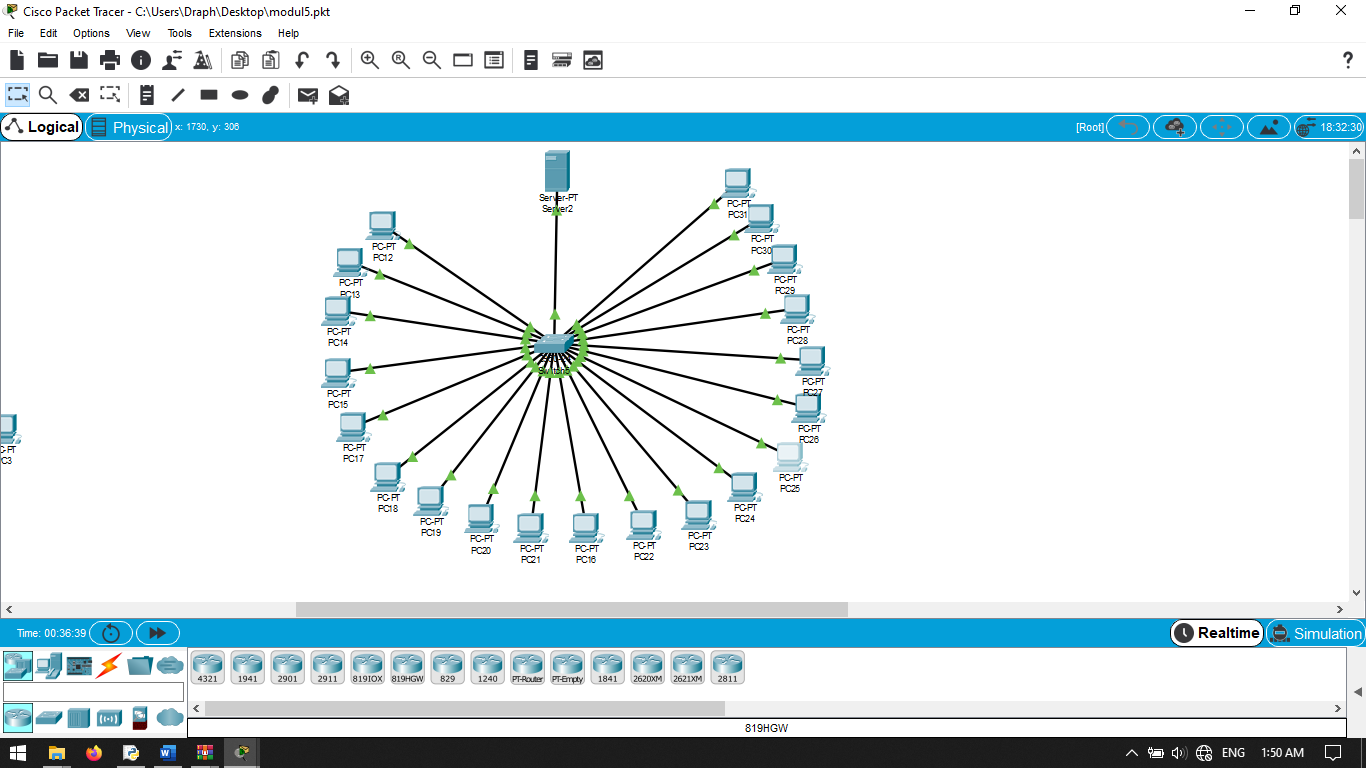 Cisco Packet Tracer - C:\Users\Draph\Desktop\modul5.pkt
File Edit Options View Tools Extensions Help
Logical Physical x: 1730, y: 306 [Root] 18:32:30
Server-PT
Server2
PC-PT
PC31
PC-PT
PC12
PC-PT
PC30
PC-PT
PC13
PC-PT
PC29
PC-PT
PC14
PC-PT
PC28
Switch5
PC-PT
PC15
PC-PT
PC27
PC-PT
PC17
PC-PT
PC26
C-PT
C3
PC-PT
PC25
PC-PT
PC18
PC-PT
PC24
PC-PT
PC19
PC-PT
PC20
PC-PT
PC21
PC-PT
PC16
PC-PT
PC22
PC-PT
PC23
Time: 00:36:39 Realtime Simulation
4321 1941 2901 2911 819IOX 819HGW 829 1240 PT-Router PT-Empty 1841 2620XM 2621XM 2811
819HGW
ENG 1:50 AM